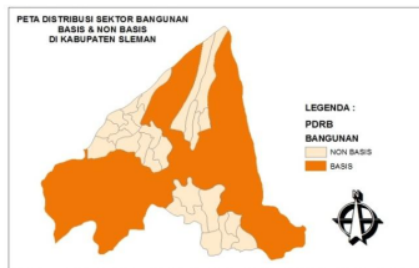 PETA DISTRIBUSI SEKTOR BANGUNAN
BASIS & NON BASIS
DI KABUPATEN SLEMAN
LEGENDA :
PDRB
BANGUNAN
NON BASIS
BASIS